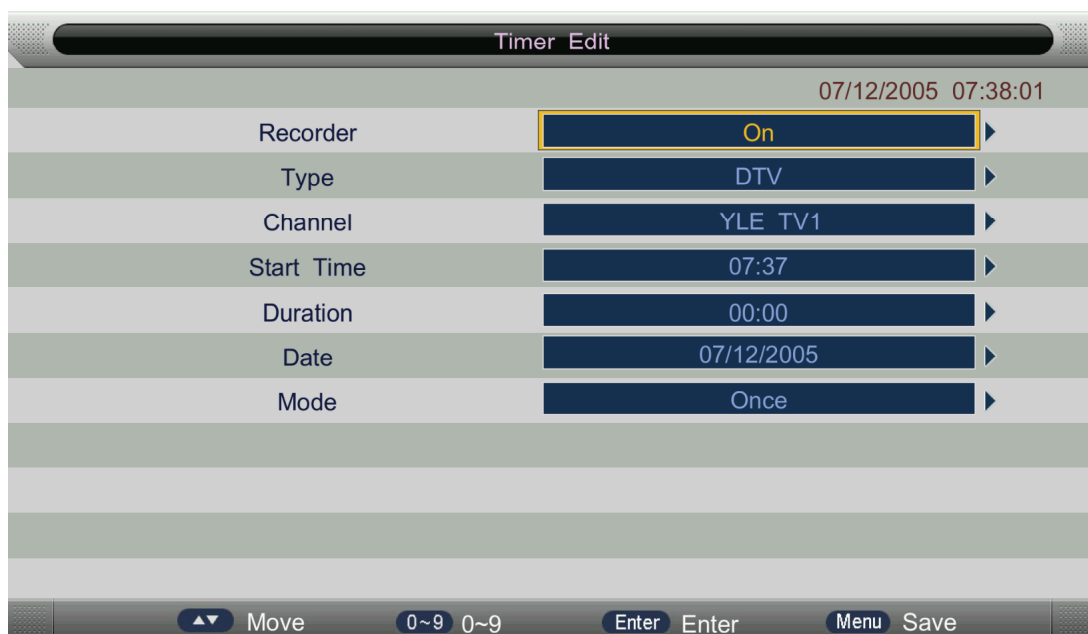 Timer Edit
07/12/2005 07:38:01
Recorder On
Type DTV
Channel YLE TV1
Start Time 07:37
Duration 00:00
Date 07/12/2005
Mode Once
▲▼ Move 0~9 0~9 Enter Enter Menu Save